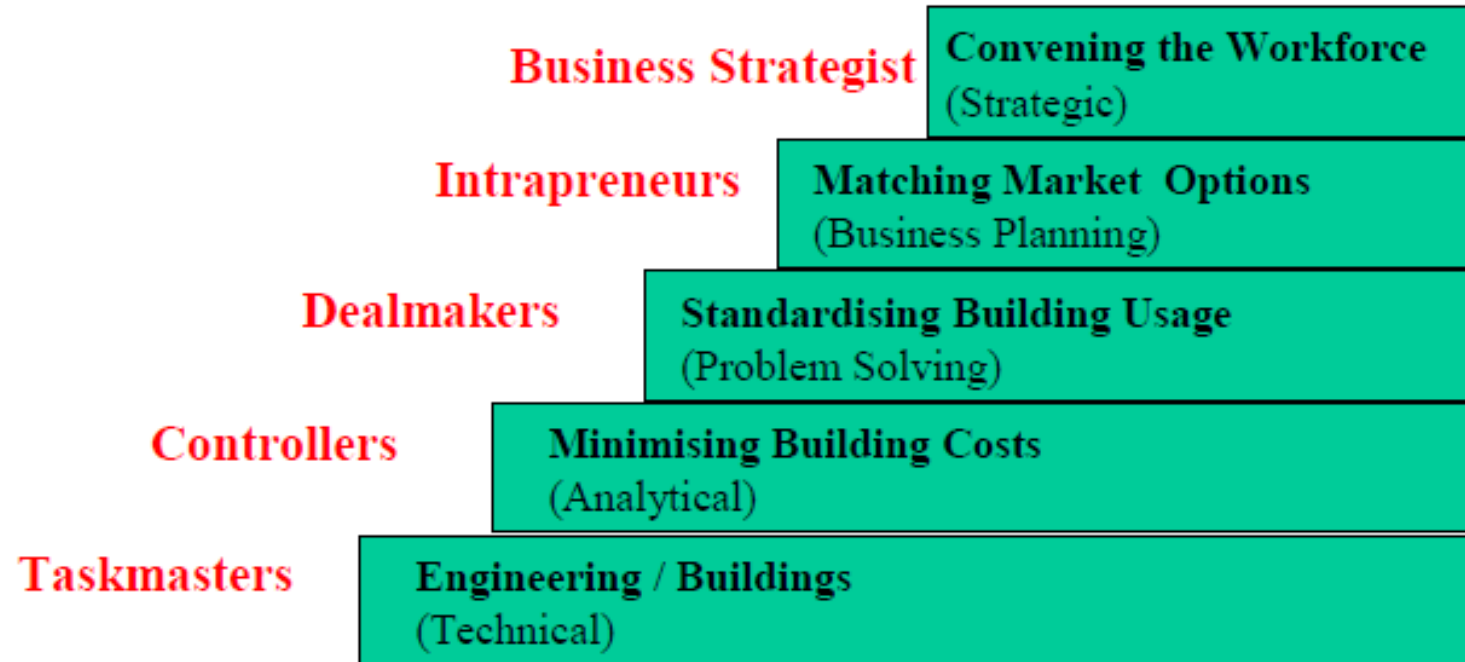 Business Strategist
Convening the Workforce
(Strategic)
Intrapreneurs
Matching Market Options
(Business Planning)
Dealmakers
Standardising Building Usage
(Problem Solving)
Controllers
Minimising Building Costs
(Analytical)
Taskmasters
Engineering / Buildings
(Technical)